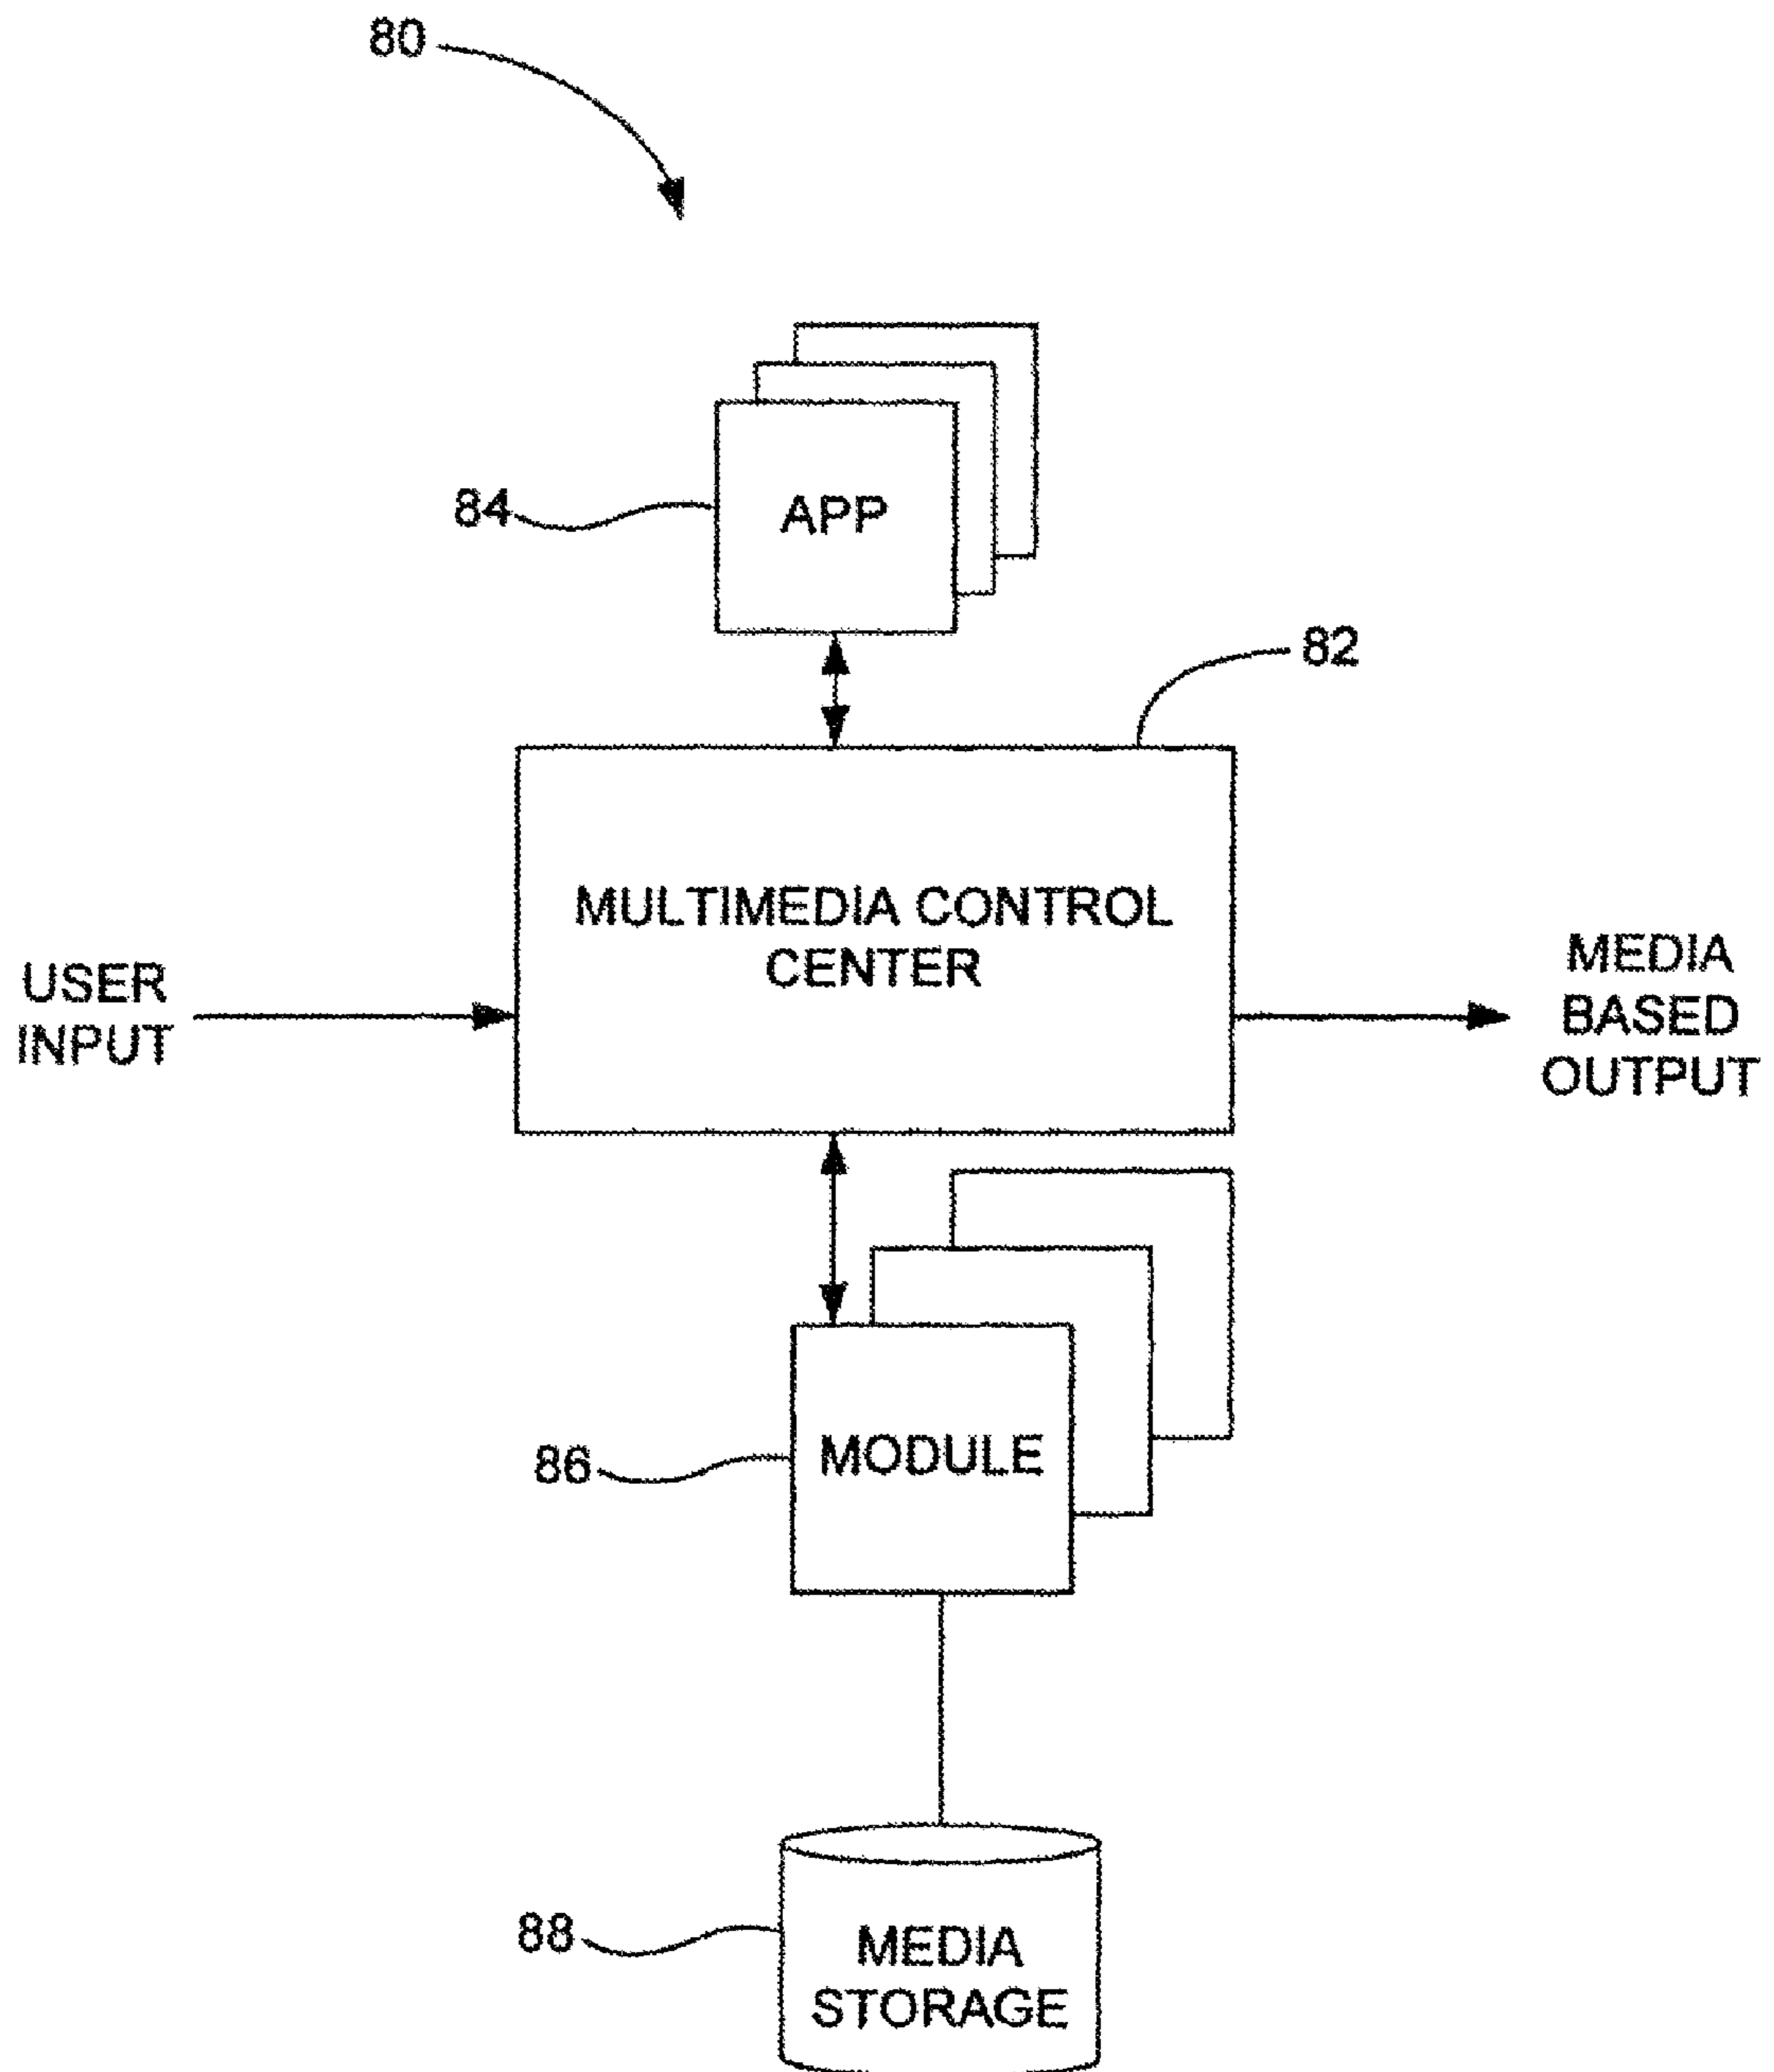 80
84
APP
82
MULTIMEDIA CONTROL
CENTER
USER
INPUT
MEDIA
BASED
OUTPUT
86
MODULE
88
MEDIA
STORAGE